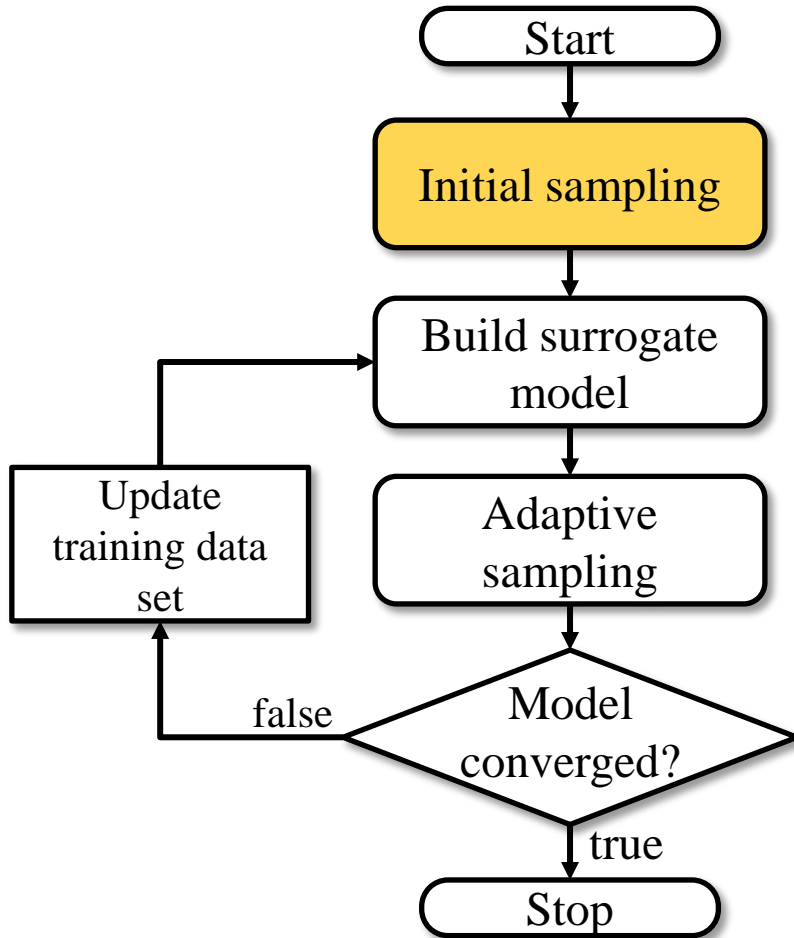 Start
Initial sampling
Build surrogate
model
Adaptive
sampling
Update
training data
set
Model
converged?
false
true
Stop